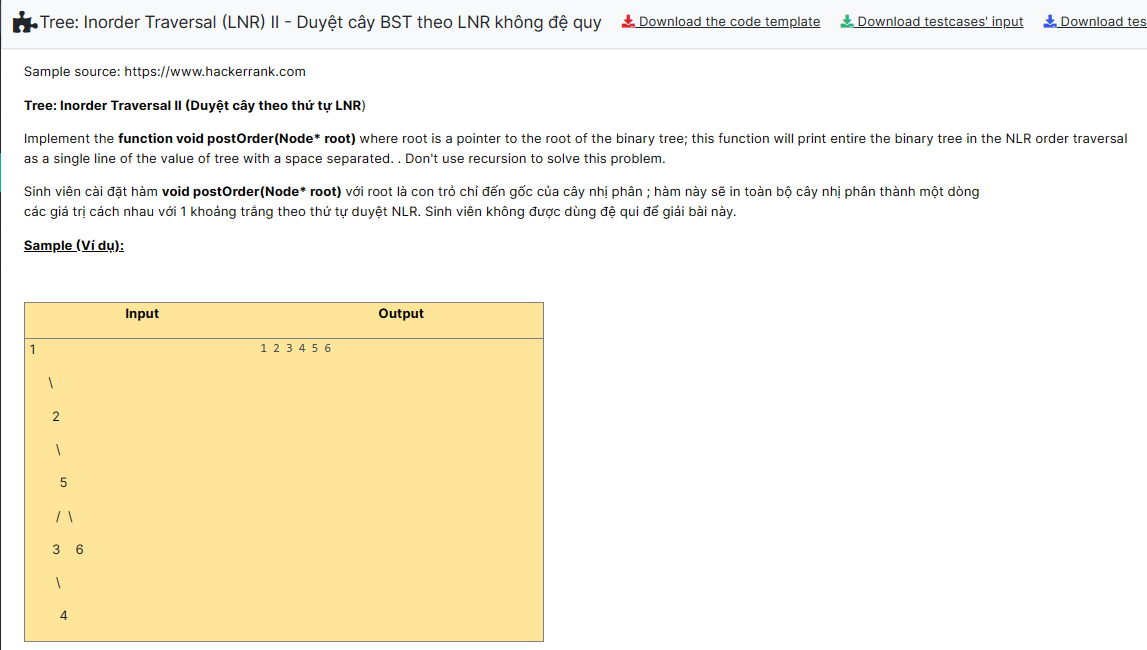 Tree: Inorder Traversal (LNR) II - Duyệt cây BST theo LNR không đệ quy Download the code template Download testcases' input Download tes
Sample source: https://www.hackerrank.com
Tree: Inorder Traversal II (Duyệt cây theo thứ tự LNR)
Implement the function void postOrder(Node* root) where root is a pointer to the root of the binary tree; this function will print entire the binary tree in the NLR order traversal
as a single line of the value of tree with a space separated. . Don't use recursion to solve this problem.
Sinh viên cài đặt hàm void postOrder(Node* root) với root là con trỏ chỉ đến gốc của cây nhị phân ; hàm này sẽ in toàn bộ cây nhị phân thành một dòng
các giá trị cách nhau với 1 khoảng trắng theo thứ tự duyệt NLR. Sinh viên không được dùng đệ qui để giải bài này.
Sample (Ví dụ):
Input Output
1 1 2 3 4 5 6
\
2
\
5
/ \
3 6
\
4